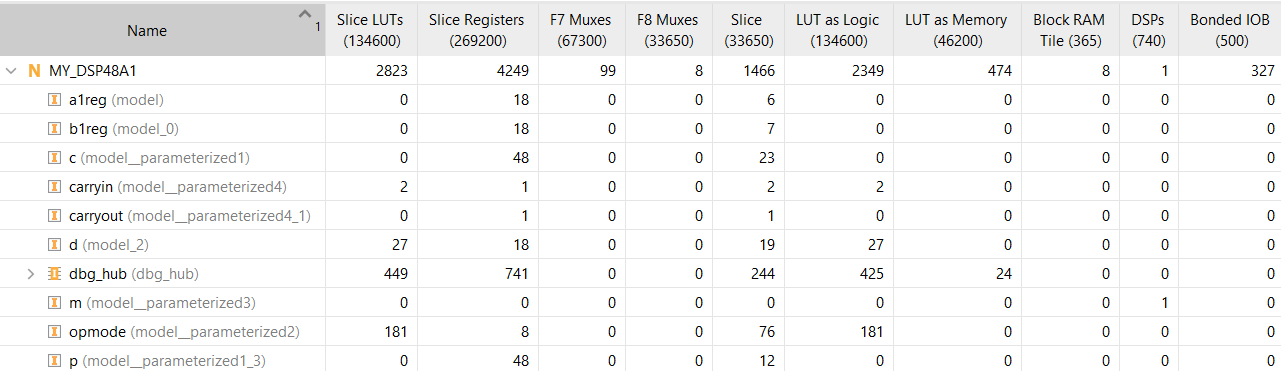 Name 1 Slice LUTs (134600) Slice Registers (269200) F7 Muxes (67300) F8 Muxes (33650) Slice (33650) LUT as Logic (134600) LUT as Memory (46200) Block RAM Tile (365) DSPs (740) Bonded IOB (500)
N MY_DSP48A1 2823 4249 99 8 1466 2349 474 8 1 327
I a1reg (model) 0 18 0 0 6 0 0 0 0 0
I b1reg (model_0) 0 18 0 0 7 0 0 0 0 0
I c (model__parameterized1) 0 48 0 0 23 0 0 0 0 0
I carryin (model__parameterized4) 2 1 0 0 2 2 0 0 0 0
I carryout (model__parameterized4_1) 0 1 0 0 1 0 0 0 0 0
I d (model_2) 27 18 0 0 19 27 0 0 0 0
dbg_hub (dbg_hub) 449 741 0 0 244 425 24 0 0 0
I m (model__parameterized3) 0 0 0 0 0 0 0 0 1 0
I opmode (model__parameterized2) 181 8 0 0 76 181 0 0 0 0
I p (model__parameterized1_3) 0 48 0 0 12 0 0 0 0 0